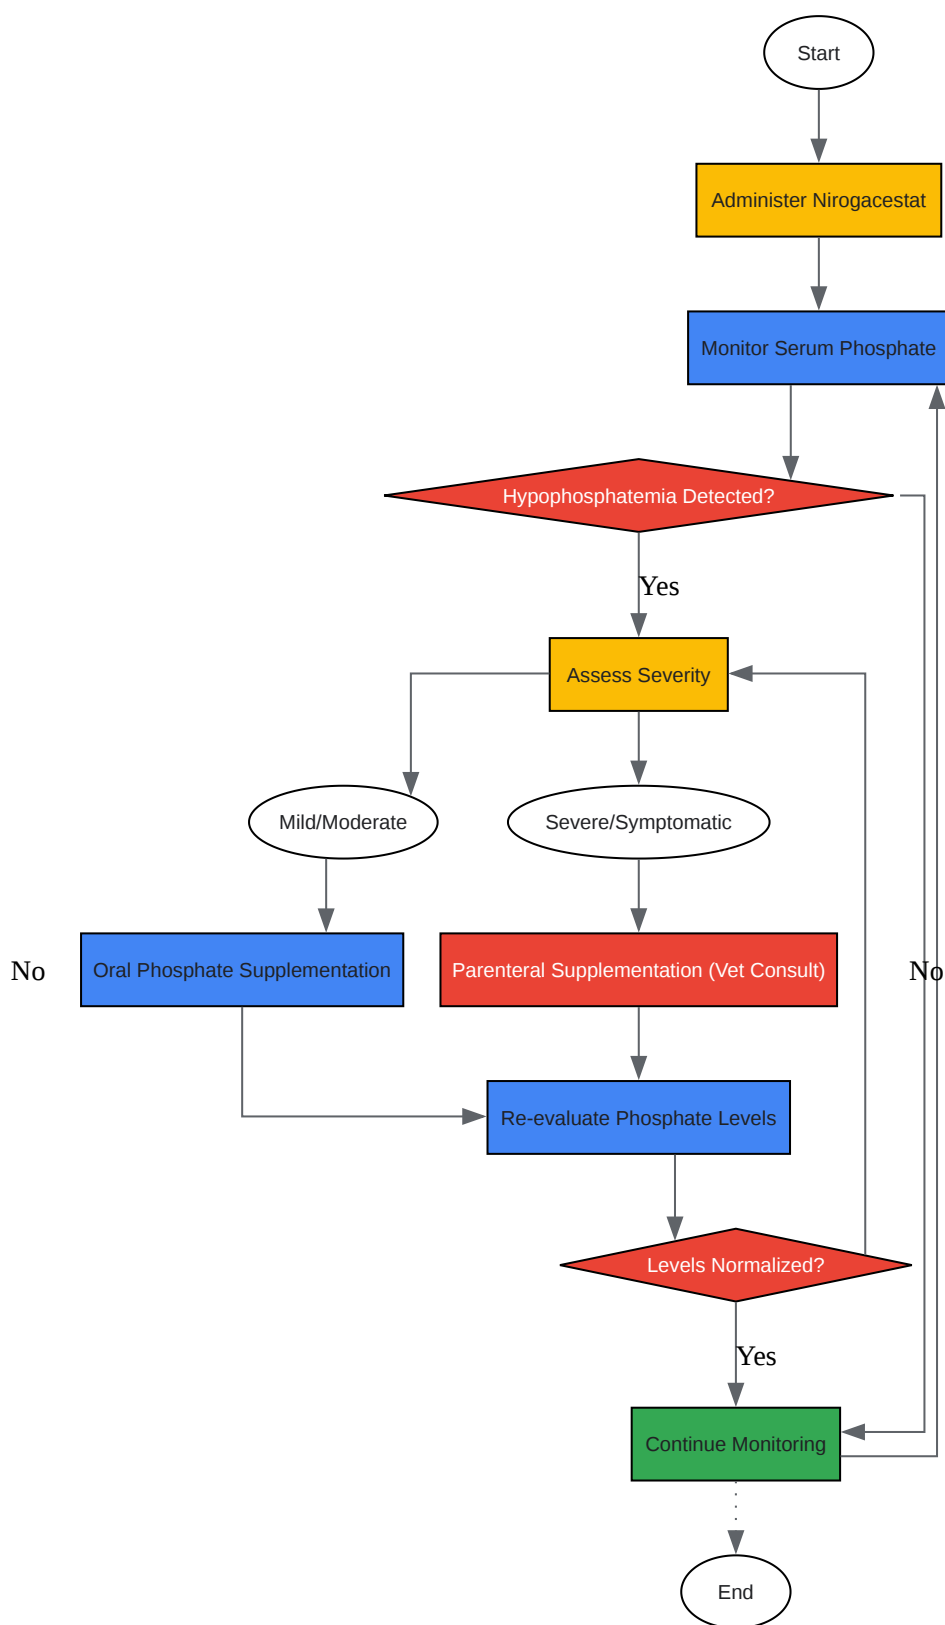 Start
Administer Nirogacestat
Monitor Serum Phosphate
Hypophosphatemia Detected?
Yes
Assess Severity
Mild/Moderate
Severe/Symptomatic
No
Oral Phosphate Supplementation
Parenteral Supplementation (Vet Consult)
No
Re-evaluate Phosphate Levels
Levels Normalized?
Yes
Continue Monitoring
End